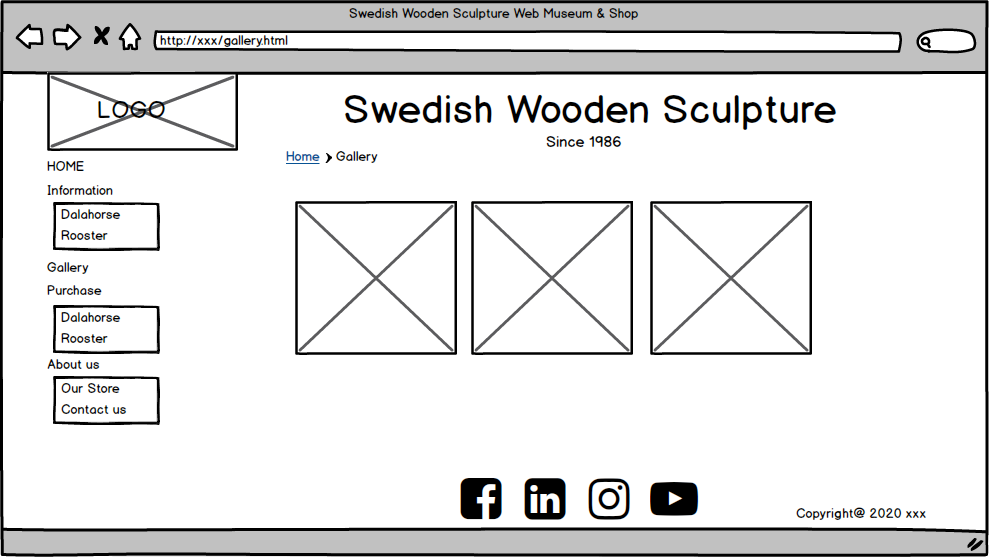 Swedish Wooden Sculpture Web Museum & Shop
http://xxx/gallery.html
LOGO
Swedish Wooden Sculpture
Since 1986
Home > Gallery
HOME
Information
Dalahorse
Rooster
Gallery
Purchase
Dalahorse
Rooster
About us
Our Store
Contact us
in
Copyright@ 2020 xxx